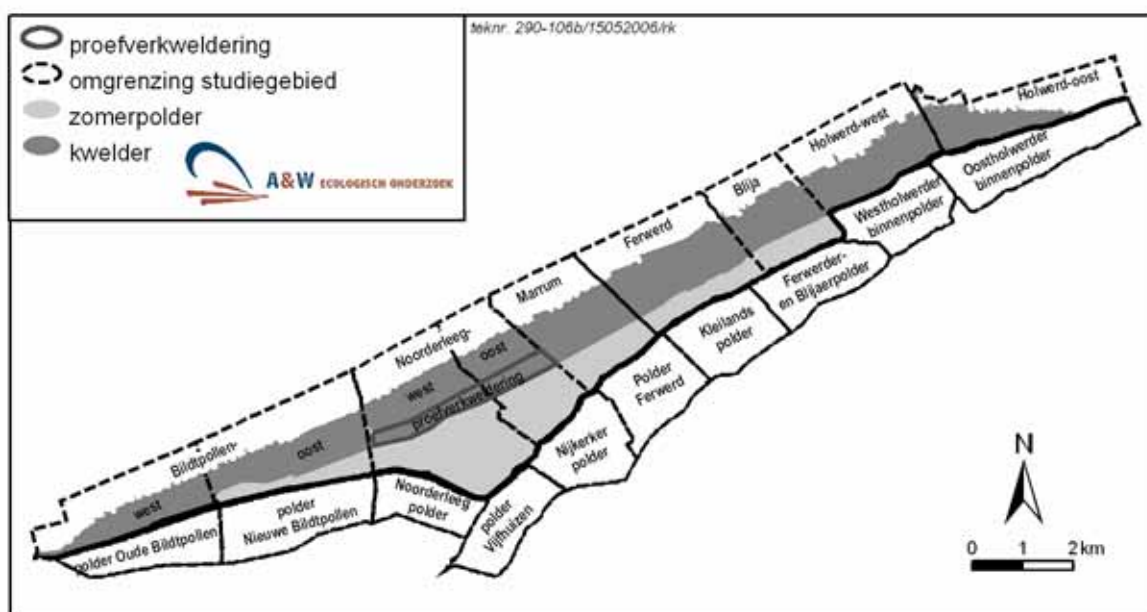 teknr. 290-106b/15052006/rk
proefverkweldering
omgrenzing studiegebied
zomerpolder
kwelder
A&W ECOLOGISCH ONDERZOEK
Holwerd-oost
Holwerd-west
Blija
Ferwerd
Marrum
Noorderleeg-
oost
west
proefverkweldering
Bildtpollen-
oost
west
Oostholwerder
binnenpolder
Westholwerder
binnenpolder
Ferwerder-
en Blijaerpolder
Kleilands
polder
Polder
Ferwerd
Nijkerker
polder
polder
Vijfhuizen
Noorderleeg
polder
polder
Nieuwe Bildtpollen
polder Oude Bildtpollen
N
0 1 2 km